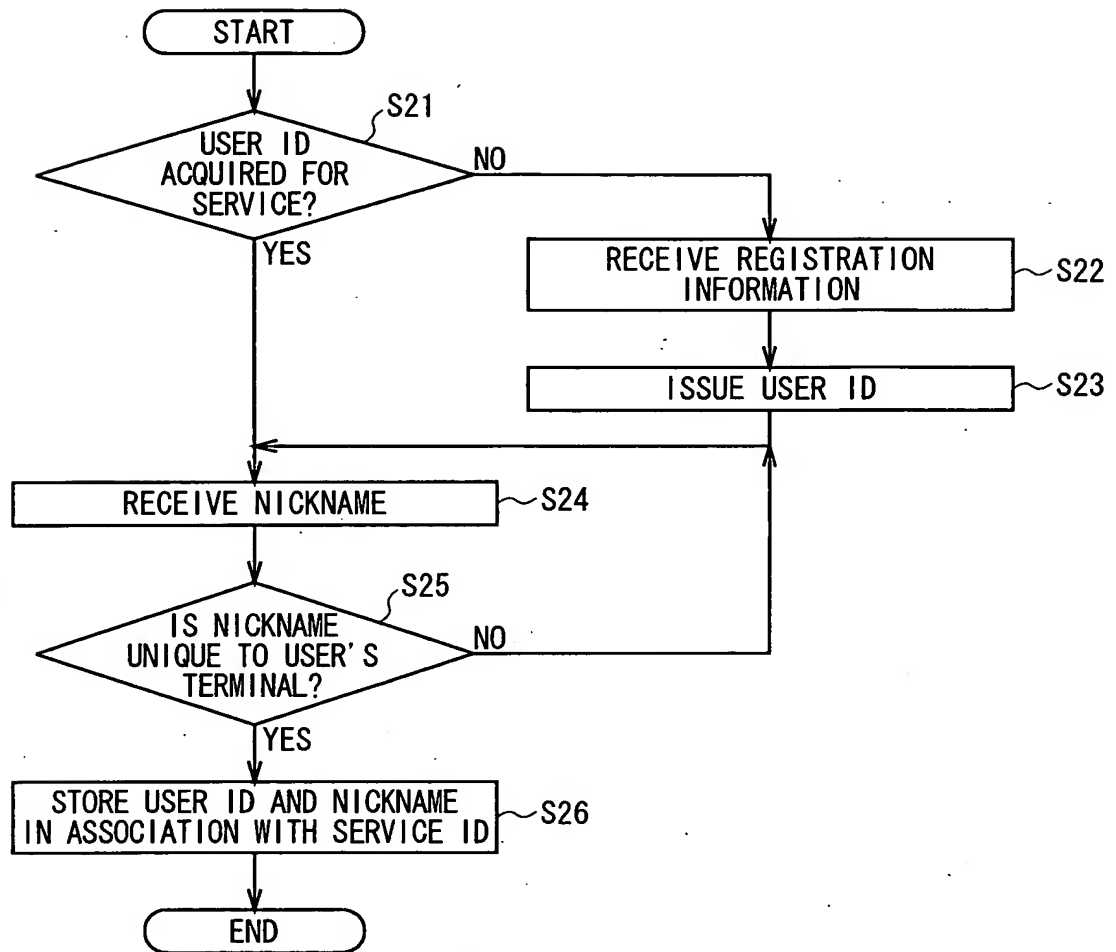 START
S21
USER ID
ACQUIRED FOR
SERVICE?
NO
YES
RECEIVE REGISTRATION
INFORMATION
S22
ISSUE USER ID
S23
RECEIVE NICKNAME
S24
S25
IS NICKNAME
UNIQUE TO USER'S
TERMINAL?
NO
YES
STORE USER ID AND NICKNAME
IN ASSOCIATION WITH SERVICE ID
S26
END